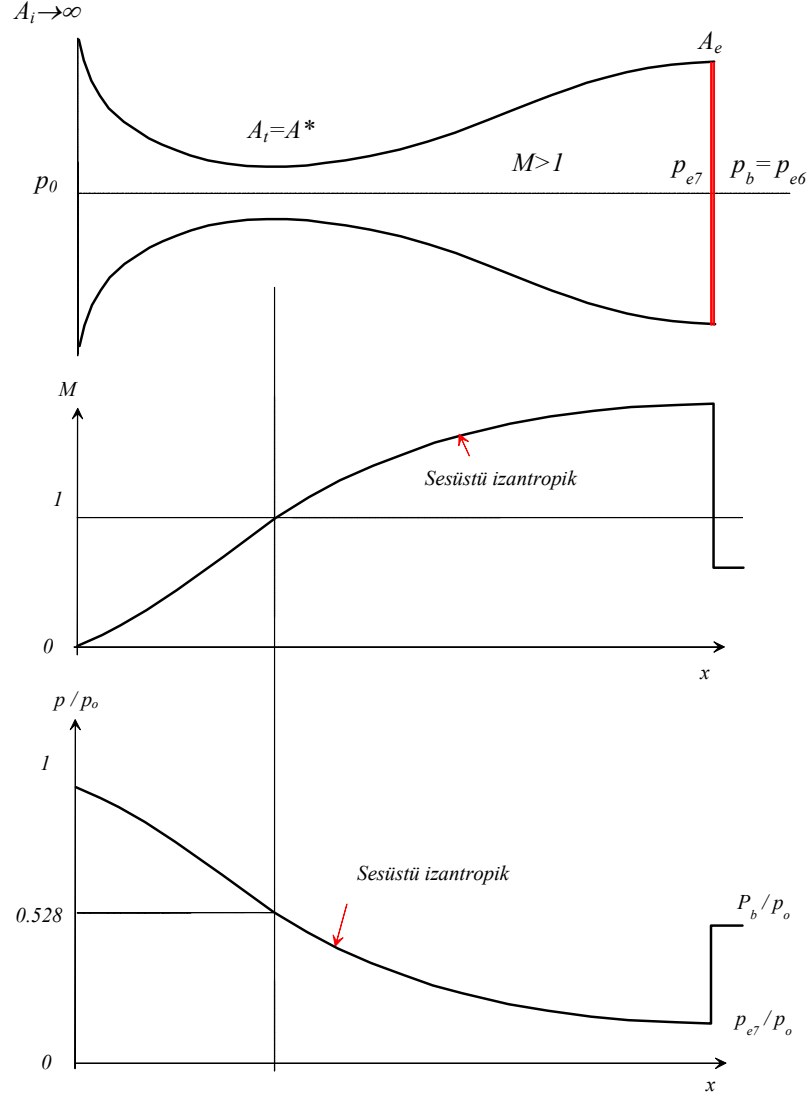 A_i→∞
A_e
A_t=A*
M>1
p_0
p_e7
p_b = p_e6
M
Sesüstü izantropik
1
0
x
p / p_o
1
Sesüstü izantropik
0.528
P_b / p_o
p_e7 / p_o
0
x